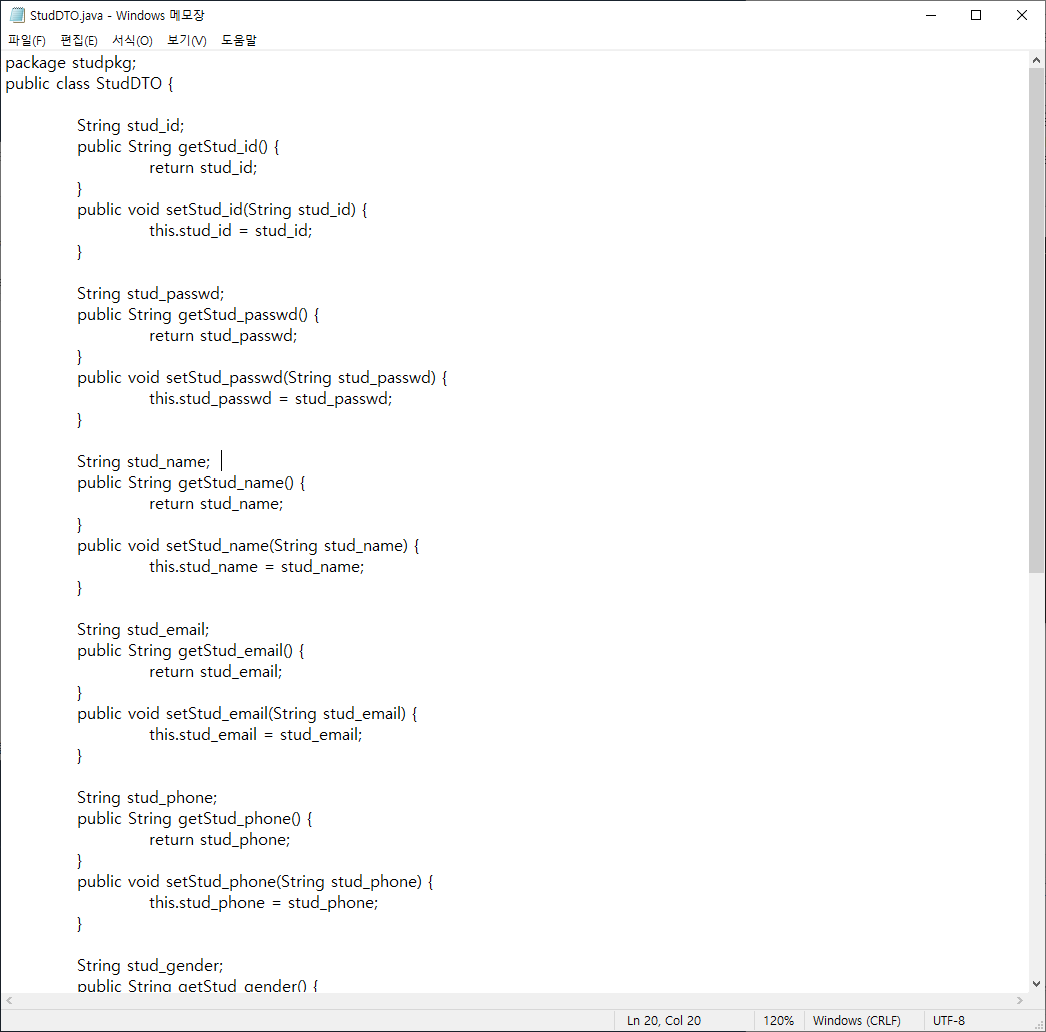 StudDTO.java - Windows 메모장
파일(F) 편집(E) 서식(O) 보기(V) 도움말
package studpkg;
public class StudDTO {
String stud_id;
public String getStud_id() {
return stud_id;
}
public void setStud_id(String stud_id) {
this.stud_id = stud_id;
}
String stud_passwd;
public String getStud_passwd() {
return stud_passwd;
}
public void setStud_passwd(String stud_passwd) {
this.stud_passwd = stud_passwd;
}
String stud_name;
public String getStud_name() {
return stud_name;
}
public void setStud_name(String stud_name) {
this.stud_name = stud_name;
}
String stud_email;
public String getStud_email() {
return stud_email;
}
public void setStud_email(String stud_email) {
this.stud_email = stud_email;
}
String stud_phone;
public String getStud_phone() {
return stud_phone;
}
public void setStud_phone(String stud_phone) {
this.stud_phone = stud_phone;
}
String stud_gender;
public String getStud_gender() {
Ln 20, Col 20 120% Windows (CRLF) UTF-8